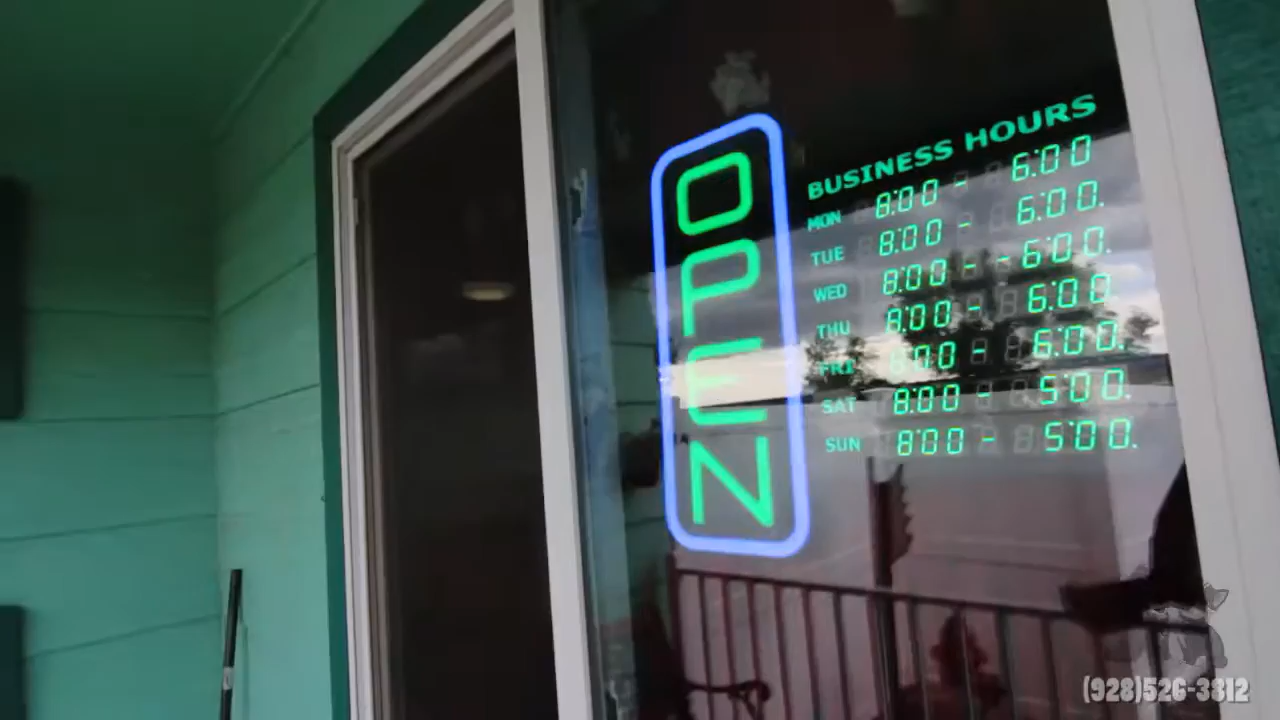 OPEN
BUSINESS HOURS
MON 8:00 - 6:00
TUE 8:00 - 6:00.
WED 8:00 - - 6:00.
THU 8:00 - 6:00
FRI 8:00 - 6:00.
SAT 8:00 - 5:00.
SUN 8:00 - 5:00.
(928)526-3812